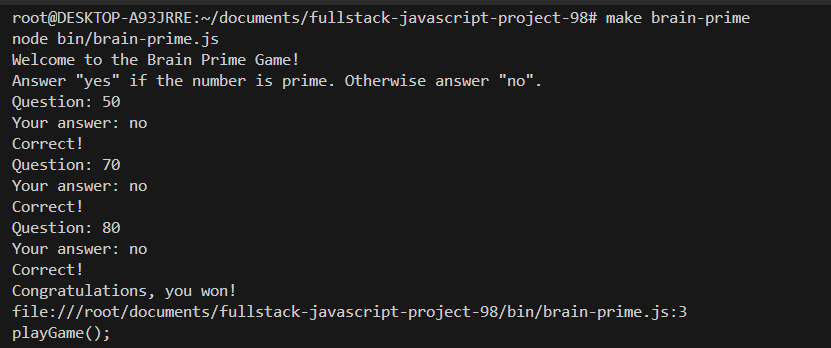 root@DESKTOP-A93JRRE:~/documents/fullstack-javascript-project-98# make brain-prime
node bin/brain-prime.js
Welcome to the Brain Prime Game!
Answer "yes" if the number is prime. Otherwise answer "no".
Question: 50
Your answer: no
Correct!
Question: 70
Your answer: no
Correct!
Question: 80
Your answer: no
Correct!
Congratulations, you won!
file:///root/documents/fullstack-javascript-project-98/bin/brain-prime.js:3
playGame();